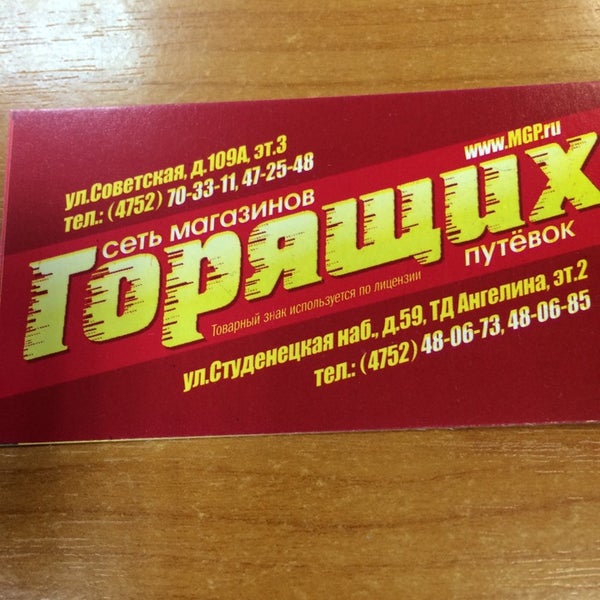 ул.Советская, д.109А, эт.3
тел.: (4752) 70-33-11, 47-25-48
www.MGP.ru
сеть магазинов
Горящих
путёвок
Товарный знак используется по лицензии
ул.Студенецкая наб., д.59, ТД Ангелина, эт.2
тел.: (4752) 48-06-73, 48-06-85